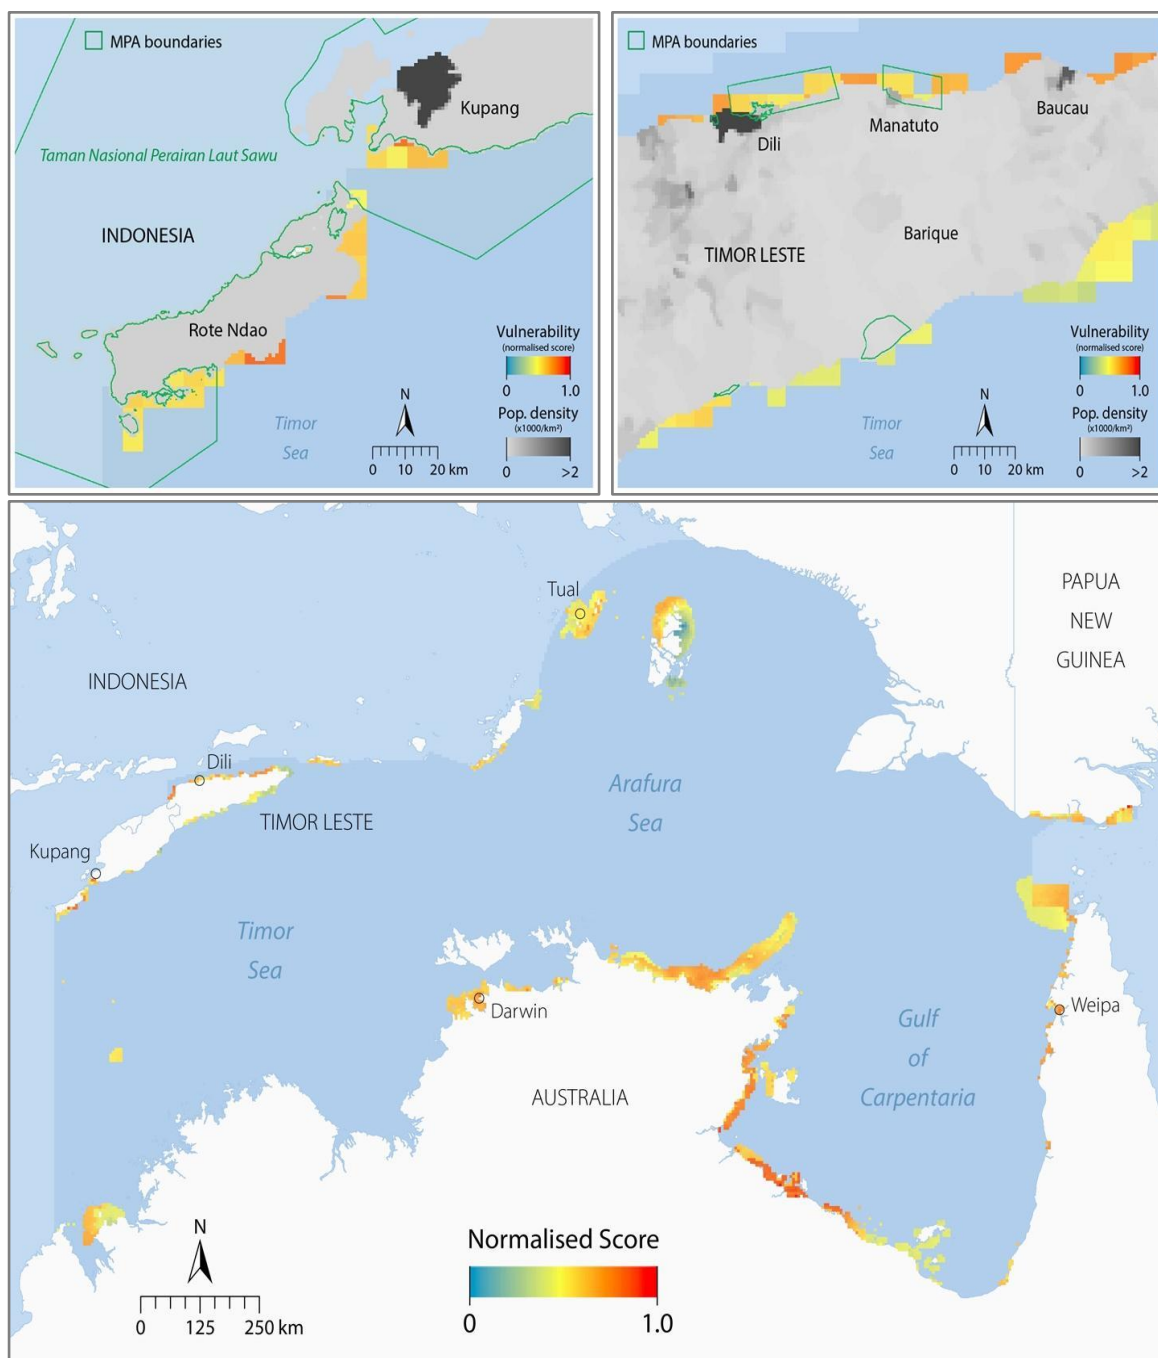 MPA boundaries
Kupang
Taman Nasional Perairan Laut Sawu
INDONESIA
Rote Ndao
Timor
Sea
N
0 10 20 km
Vulnerability
(normalised score)
0 1.0
Pop. density
(x1000/km²)
0 >2
MPA boundaries
Dili
Manatuto
Baucau
Barique
TIMOR LESTE
Timor
Sea
N
0 10 20 km
Vulnerability
(normalised score)
0 1.0
Pop. density
(x1000/km²)
0 >2
Tual
PAPUA
NEW
GUINEA
INDONESIA
Dili
Arafura
Sea
TIMOR LESTE
Kupang
Timor
Sea
Darwin
Weipa
Gulf
of
Carpentaria
AUSTRALIA
N
0 125 250 km
Normalised Score
0 1.0